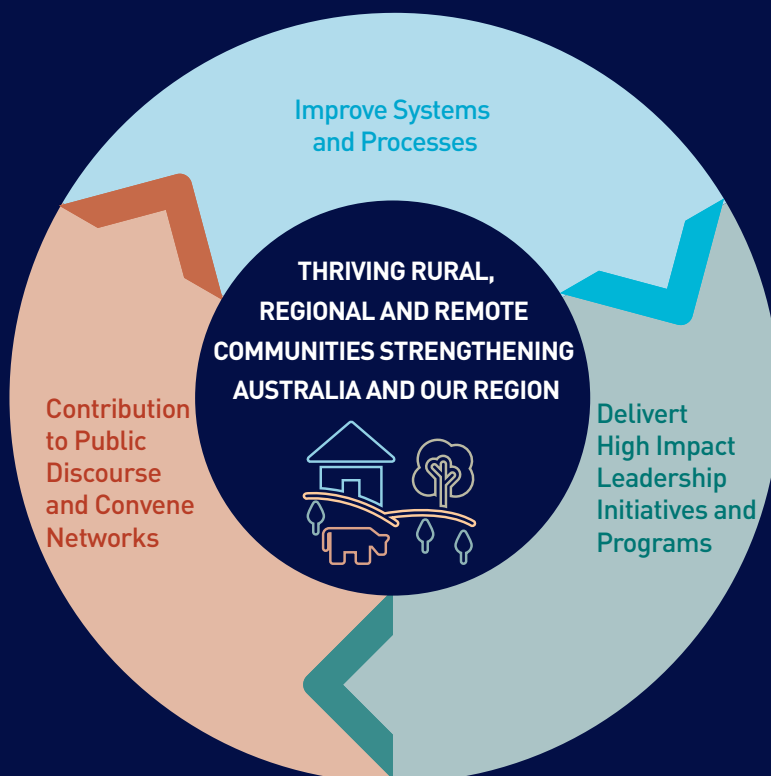 Improve Systems
and Processes
THRIVING RURAL,
REGIONAL AND REMOTE
COMMUNITIES STRENGTHENING
AUSTRALIA AND OUR REGION
Contribution
to Public
Discourse
and Convene
Networks
Delivert
High Impact
Leadership
Initiatives and
Programs